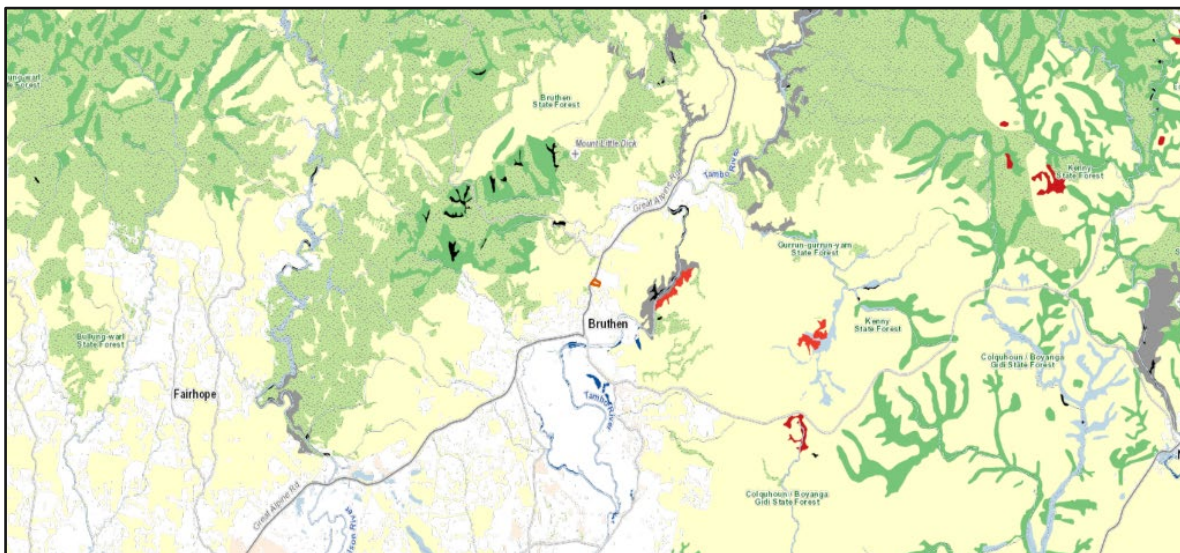 Bruthen
State Forest
Mount Little Dick
Tambo River
Great Alpine Rd
Kenny
State Forest
Gurrun-gurrun-yarn
State Forest
Bruthen
Kenny
State Forest
Colquhoun / Boyanga
Gidi State Forest
State Forest
Fairhope
Tambo River
Colquhoun / Boyanga
Gidi State Forest
Great Alpine Rd
River